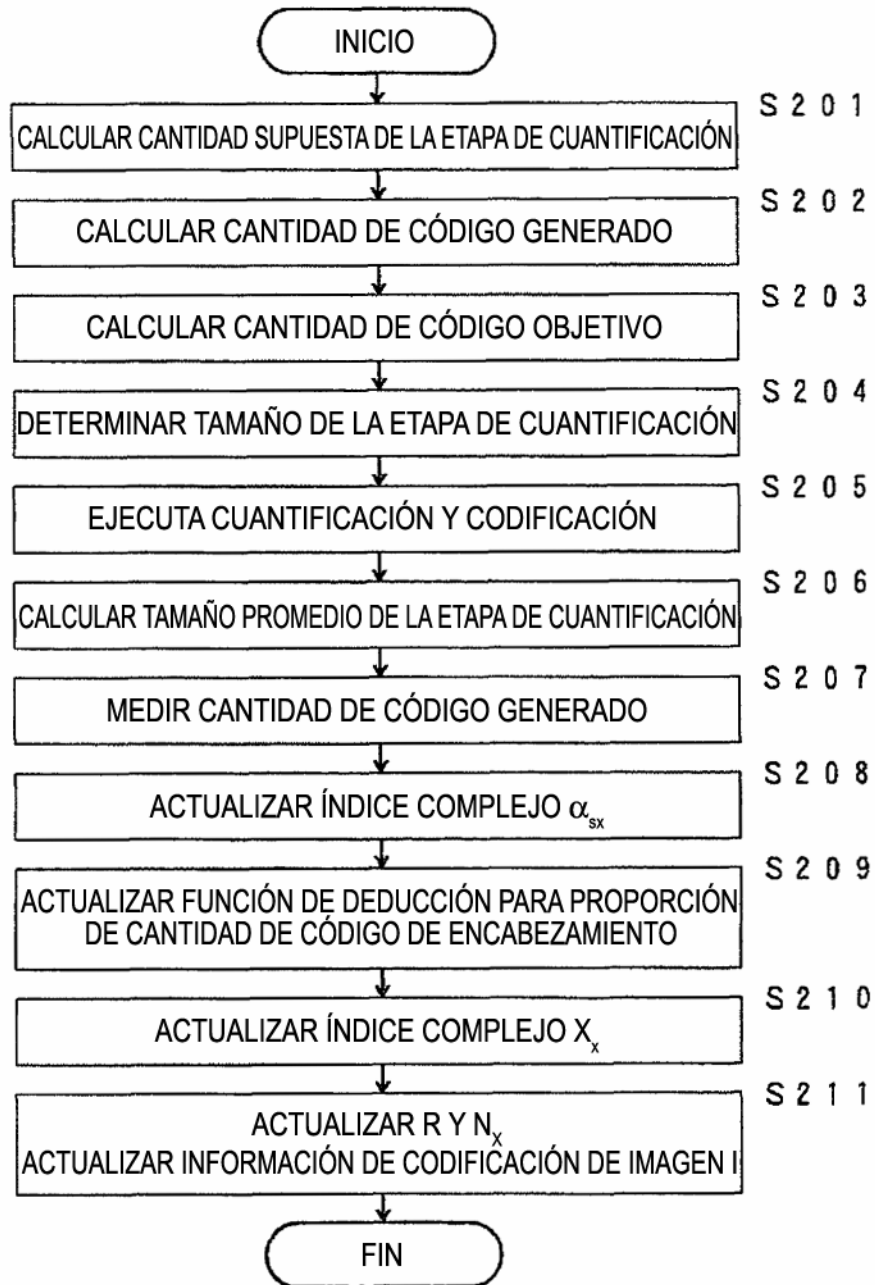 INICIO
S201
CALCULAR CANTIDAD SUPUESTA DE LA ETAPA DE CUANTIFICACIÓN
S202
CALCULAR CANTIDAD DE CÓDIGO GENERADO
S203
CALCULAR CANTIDAD DE CÓDIGO OBJETIVO
S204
DETERMINAR TAMAÑO DE LA ETAPA DE CUANTIFICACIÓN
S205
EJECUTA CUANTIFICACIÓN Y CODIFICACIÓN
S206
CALCULAR TAMAÑO PROMEDIO DE LA ETAPA DE CUANTIFICACIÓN
S207
MEDIR CANTIDAD DE CÓDIGO GENERADO
S208
ACTUALIZAR ÍNDICE COMPLEJO αsx
S209
ACTUALIZAR FUNCIÓN DE DEDUCCIÓN PARA PROPORCIÓN
DE CANTIDAD DE CÓDIGO DE ENCABEZAMIENTO
S210
ACTUALIZAR ÍNDICE COMPLEJO Xx
S211
ACTUALIZAR R Y Nx
ACTUALIZAR INFORMACIÓN DE CODIFICACIÓN DE IMAGEN I
FIN